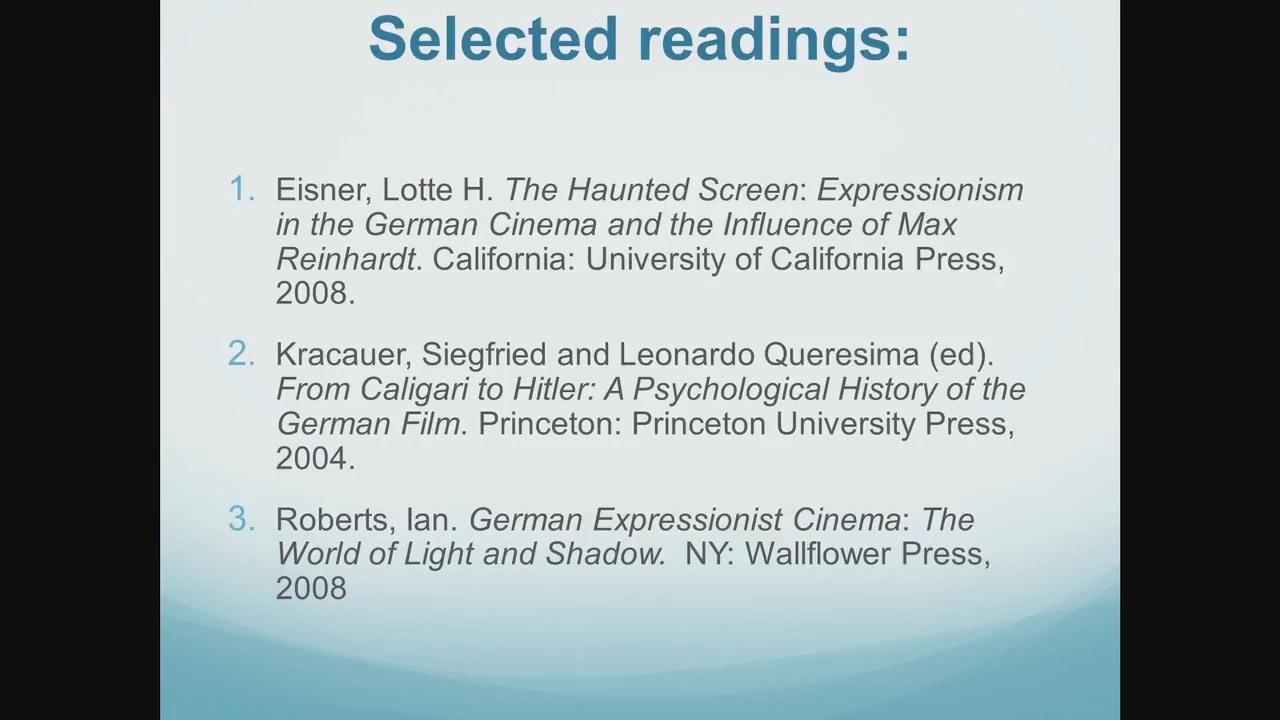 Selected readings:
1. Eisner, Lotte H. The Haunted Screen: Expressionism
in the German Cinema and the Influence of Max
Reinhardt. California: University of California Press,
2008.
2. Kracauer, Siegfried and Leonardo Queresima (ed).
From Caligari to Hitler: A Psychological History of the
German Film. Princeton: Princeton University Press,
2004.
3. Roberts, Ian. German Expressionist Cinema: The
World of Light and Shadow. NY: Wallflower Press,
2008